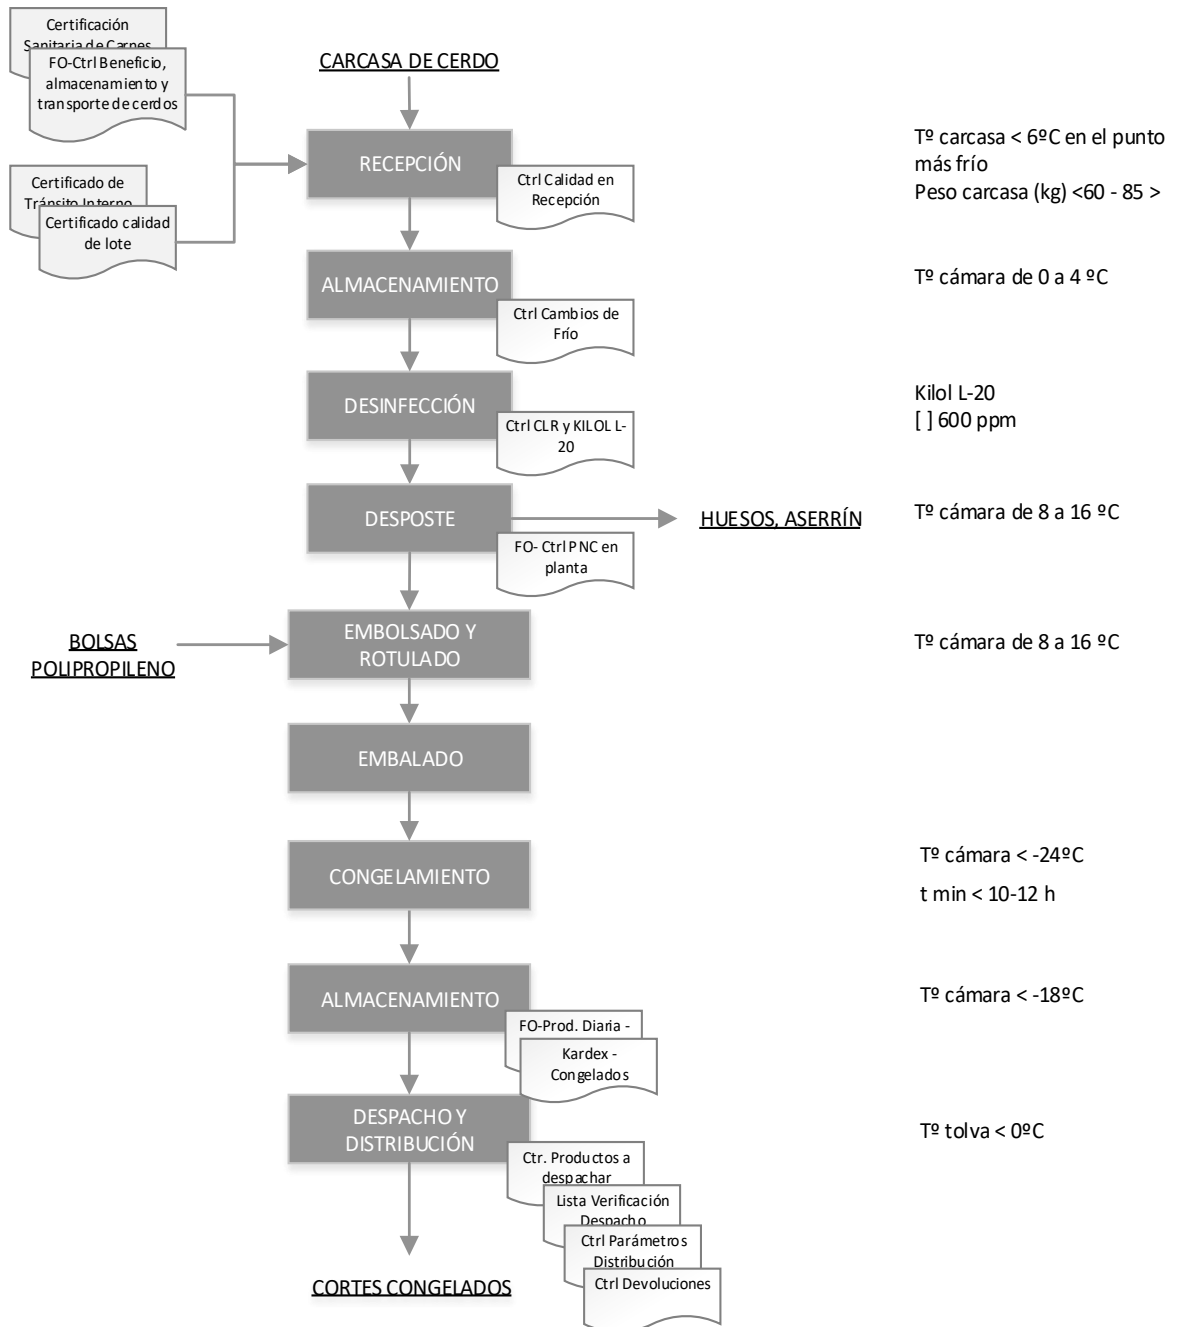 Certificación
Sanitaria de Carnes
FO-Ctrl Beneficio,
almacenamiento y
transporte de cerdos
CARCASA DE CERDO
RECEPCIÓN
Ctrl Calidad en
Recepción
Tº carcasa < 6ºC en el punto
más frío
Peso carcasa (kg) <60 - 85 >
Certificado de
Tránsito Interno
Certificado calidad
de lote
ALMACENAMIENTO
Ctrl Cambios de
Frío
Tº cámara de 0 a 4 ºC
DESINFECCIÓN
Ctrl CLR y KILOL L-
20
Kilol L-20
[ ] 600 ppm
DESPOSTE
FO- Ctrl PNC en
planta
HUESOS, ASERRÍN
Tº cámara de 8 a 16 ºC
BOLSAS
POLIPROPILENO
EMBOLSADO Y
ROTULADO
Tº cámara de 8 a 16 ºC
EMBALADO
CONGELAMIENTO
Tº cámara < -24ºC
t min < 10-12 h
ALMACENAMIENTO
FO-Prod. Diaria -
Kardex -
Congelados
Tº cámara < -18ºC
DESPACHO Y
DISTRIBUCIÓN
Ctr. Productos a
despachar
Lista Verificación
Despacho
Ctrl Parámetros
Distribución
Ctrl Devoluciones
Tº tolva < 0ºC
CORTES CONGELADOS